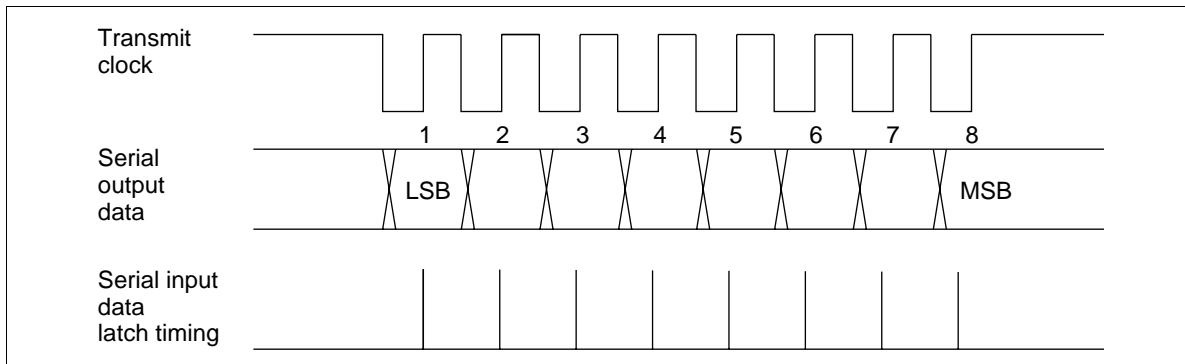 Transmit
clock
1 2 3 4 5 6 7 8
Serial
output
data
LSB MSB
Serial input
data
latch timing